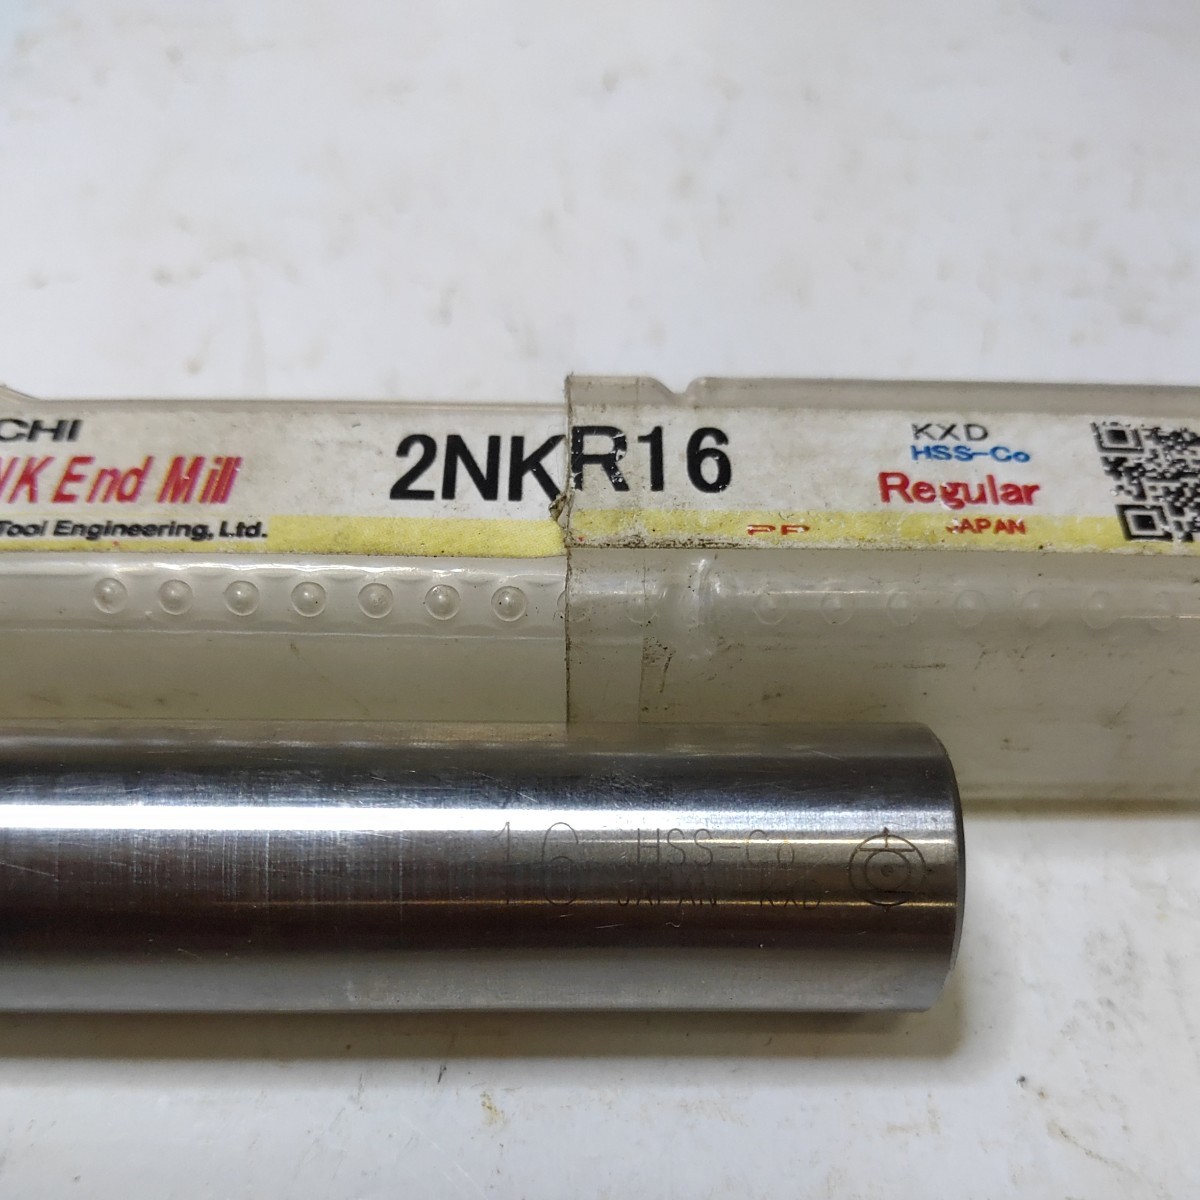 CHI
NK End Mill
Tool Engineering, Ltd.
2NKR16
KXD
HSS-Co
Regular
JAPAN
16 HSS-Co
JAPAN KXD